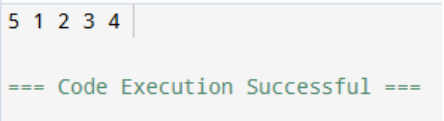 5 1 2 3 4
=== Code Execution Successful ===